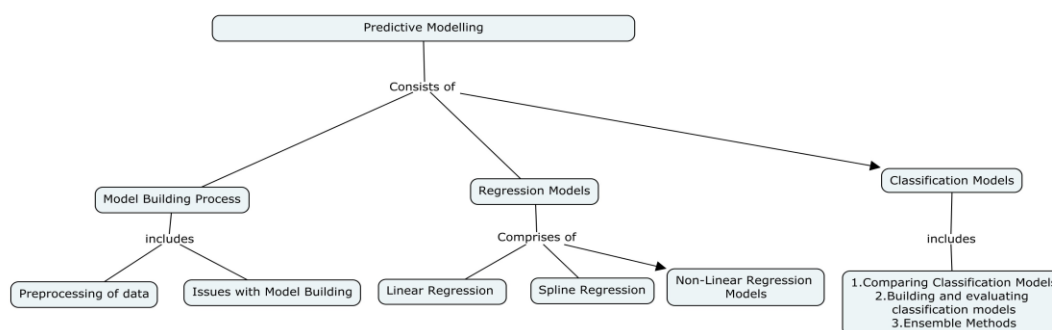 Predictive Modelling
Consists of
Model Building Process
Regression Models
Classification Models
includes
Comprises of
includes
Preprocessing of data
Issues with Model Building
Linear Regression
Spline Regression
Non-Linear Regression
Models
1.Comparing Classification Models
2.Building and evaluating
classification models
3.Ensemble Methods